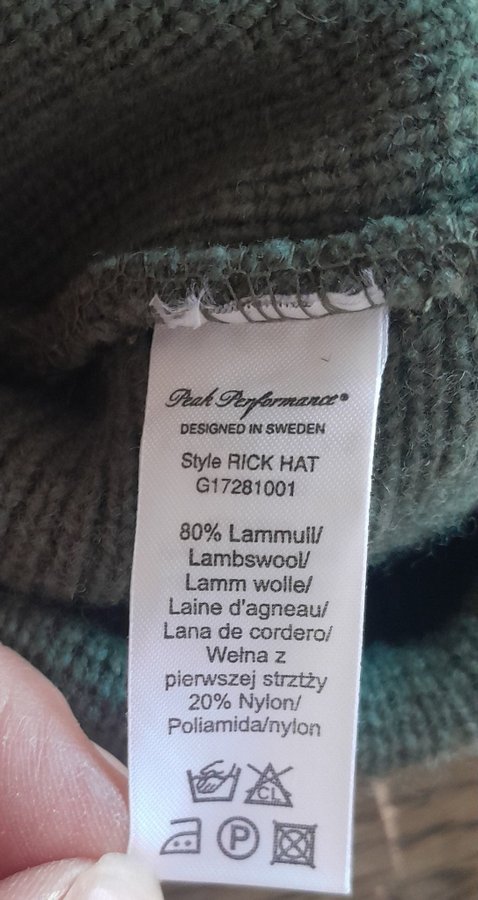 Peak Performance®
DESIGNED IN SWEDEN
Style RICK HAT
G17281001
80% Lammull/
Lambswool/
Lamm wolle/
Laine d'agneau/
Lana de cordero/
Wełna z
pierwszej strztży
20% Nylon/
Poliamida/nylon
CL
P